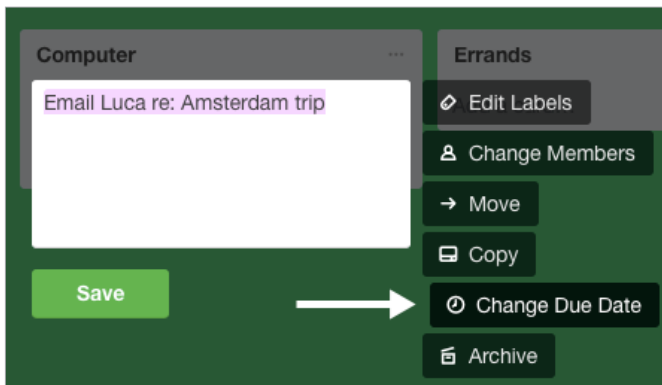 Computer
Errands
Email Luca re: Amsterdam trip
Edit Labels
Change Members
Move
Copy
Save
Change Due Date
Archive